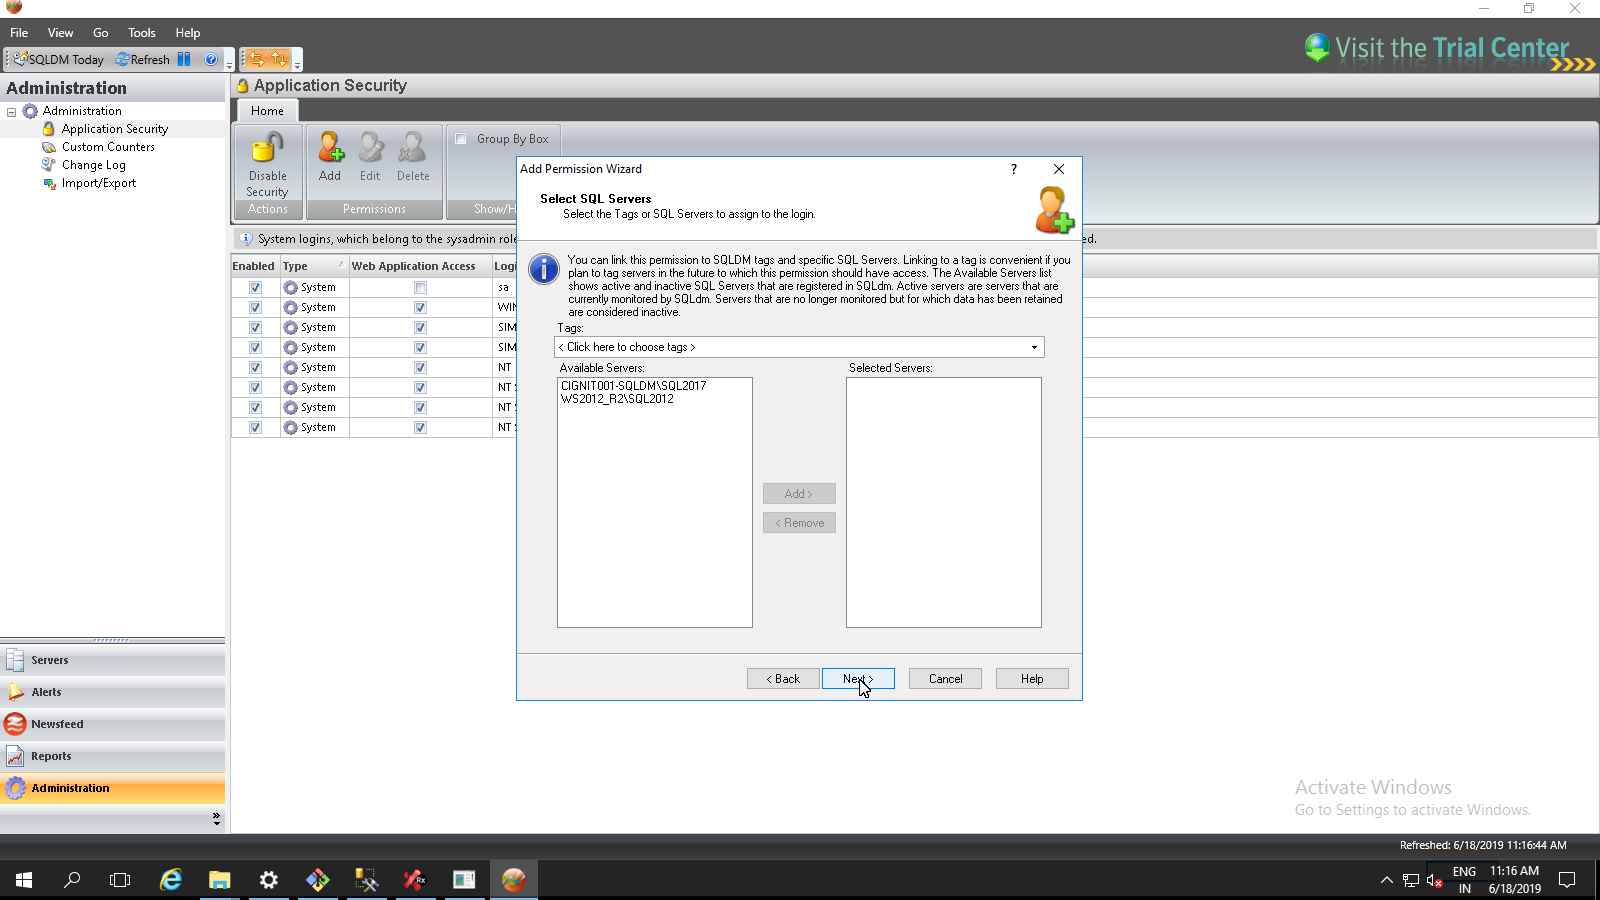 File View Go Tools Help
SQLDM Today Refresh
Visit the Trial Center
Administration
Application Security
Administration
Application Security
Custom Counters
Change Log
Import/Export
Home
Disable Security
Add
Edit
Delete
Group By Box
Actions
Permissions
Show/H
System logins, which belong to the sysadmin role
ed.
Enabled Type Web Application Access Logi
System sa
System WIN
System SIM
System SIM
System NT
System NT S
System NT S
System NT S
Add Permission Wizard
?
Select SQL Servers
Select the Tags or SQL Servers to assign to the login.
You can link this permission to SQLDM tags and specific SQL Servers. Linking to a tag is convenient if you
plan to tag servers in the future to which this permission should have access. The Available Servers list
shows active and inactive SQL Servers that are registered in SQLdm. Active servers are servers that are
currently monitored by SQLdm. Servers that are no longer monitored but for which data has been retained
are considered inactive.
Tags:
< Click here to choose tags >
Available Servers:
Selected Servers:
CIGNIT001-SQLDM\SQL2017
WS2012_R2\SQL2012
Add >
< Remove
< Back Next > Cancel Help
Servers
Alerts
Newsfeed
Reports
Administration
Activate Windows
Go to Settings to activate Windows.
Refreshed: 6/18/2019 11:16:44 AM
Rx
ENG
IN
11:16 AM
6/18/2019